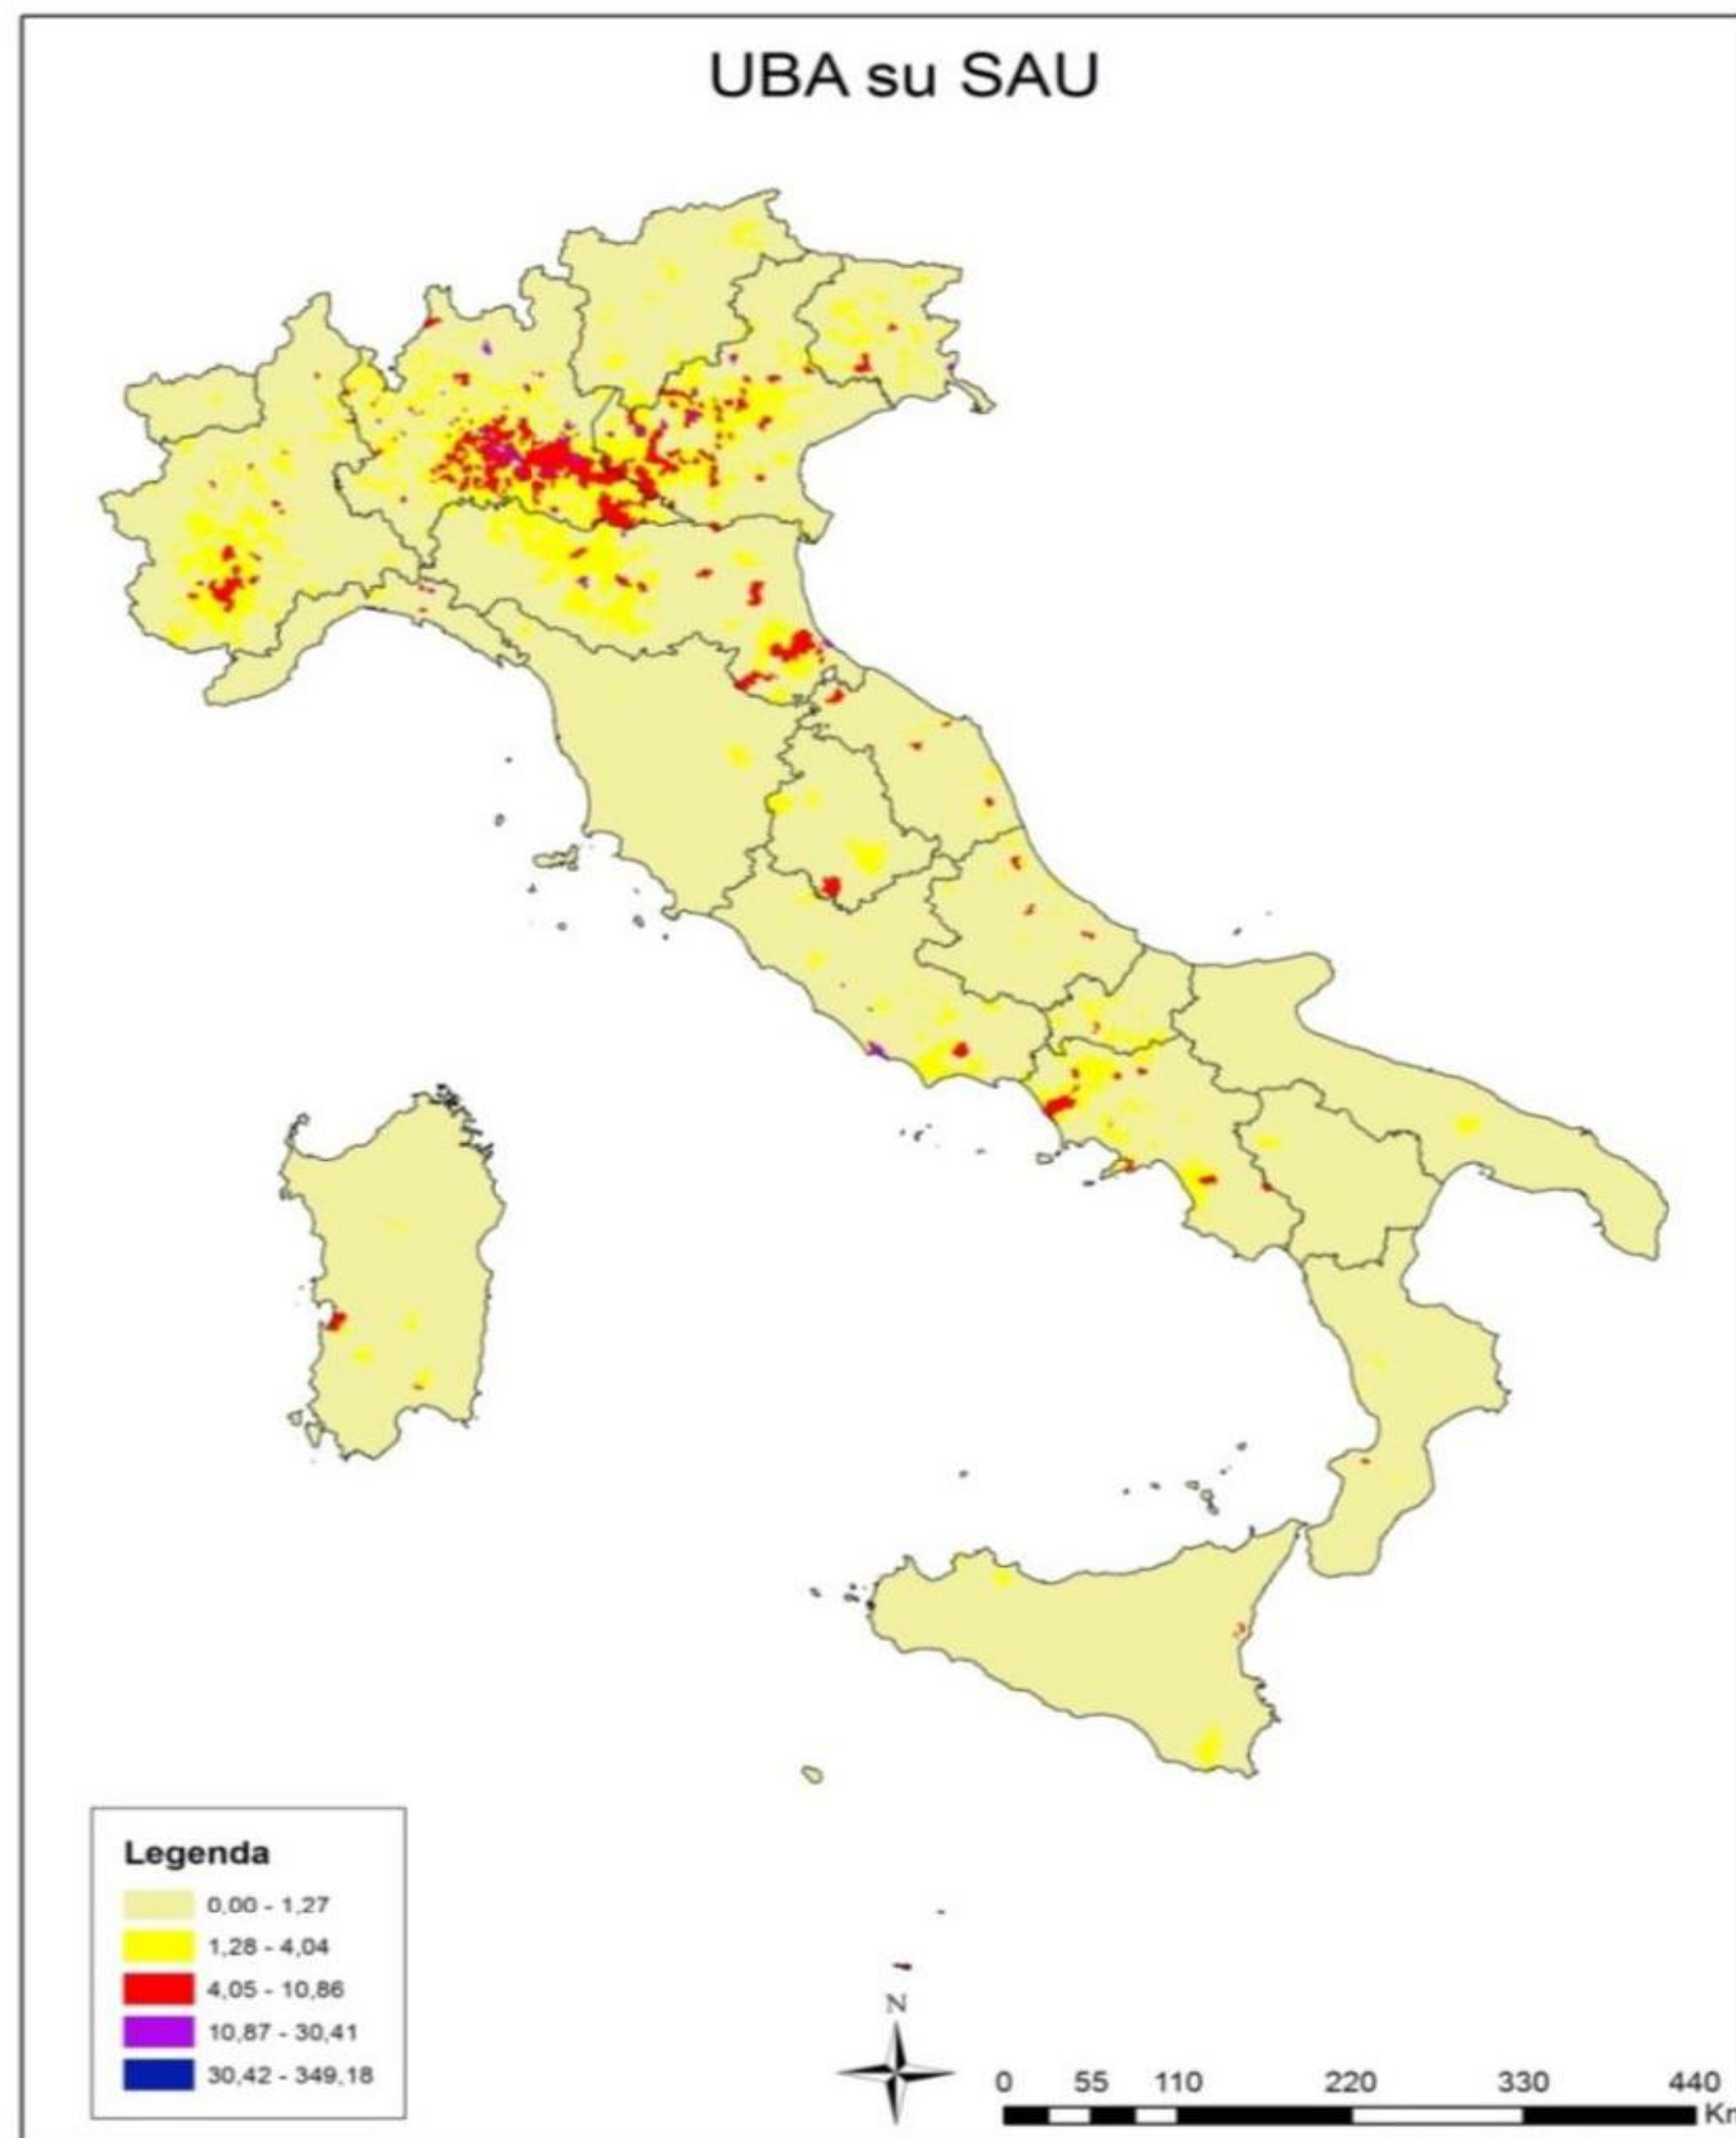 UBA su SAU
Legenda
0,00 - 1,27
1,28 - 4,04
4,05 - 10,86
10,87 - 30,41
30,42 - 349,18
N
0 55 110 220 330 440